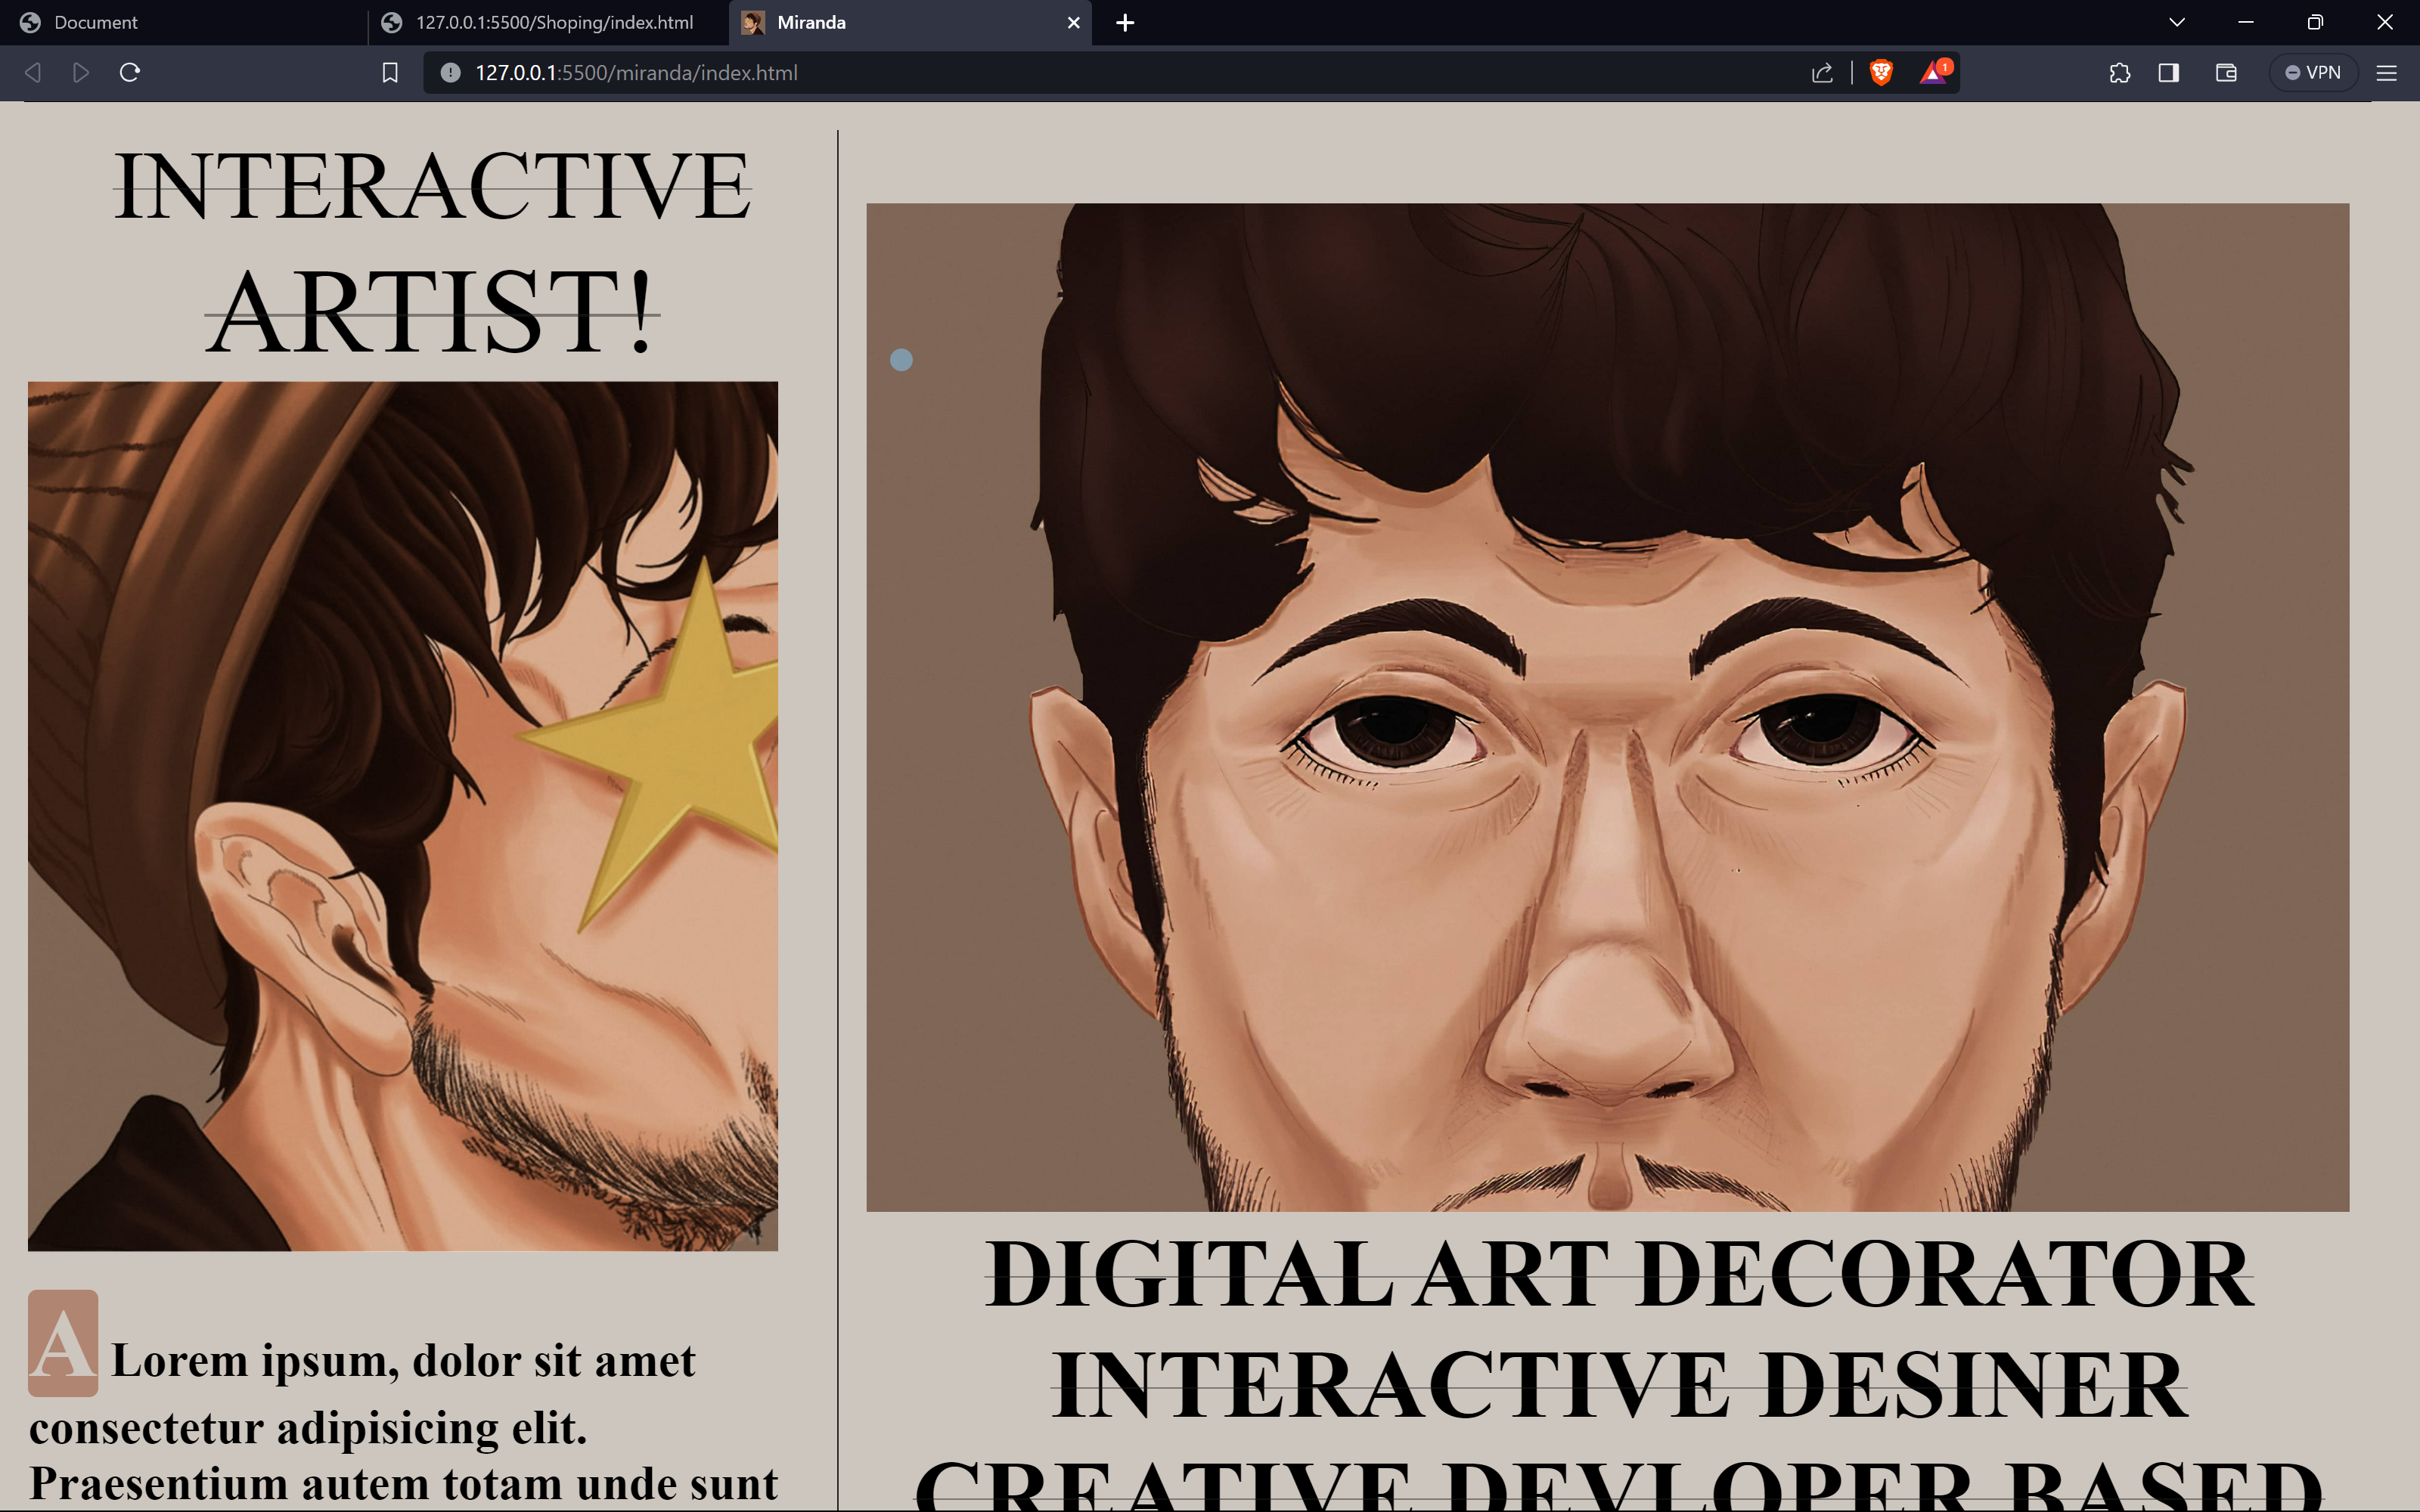 Document
127.0.0.1:5500/Shoping/index.html
Miranda
127.0.0.1:5500/miranda/index.html
1
VPN
INTERACTIVE
ARTIST!
A Lorem ipsum, dolor sit amet
consectetur adipisicing elit.
Praesentium autem totam unde sunt
DIGITAL ART DECORATOR
INTERACTIVE DESINER
CREATIVE DEVLOPER BASED